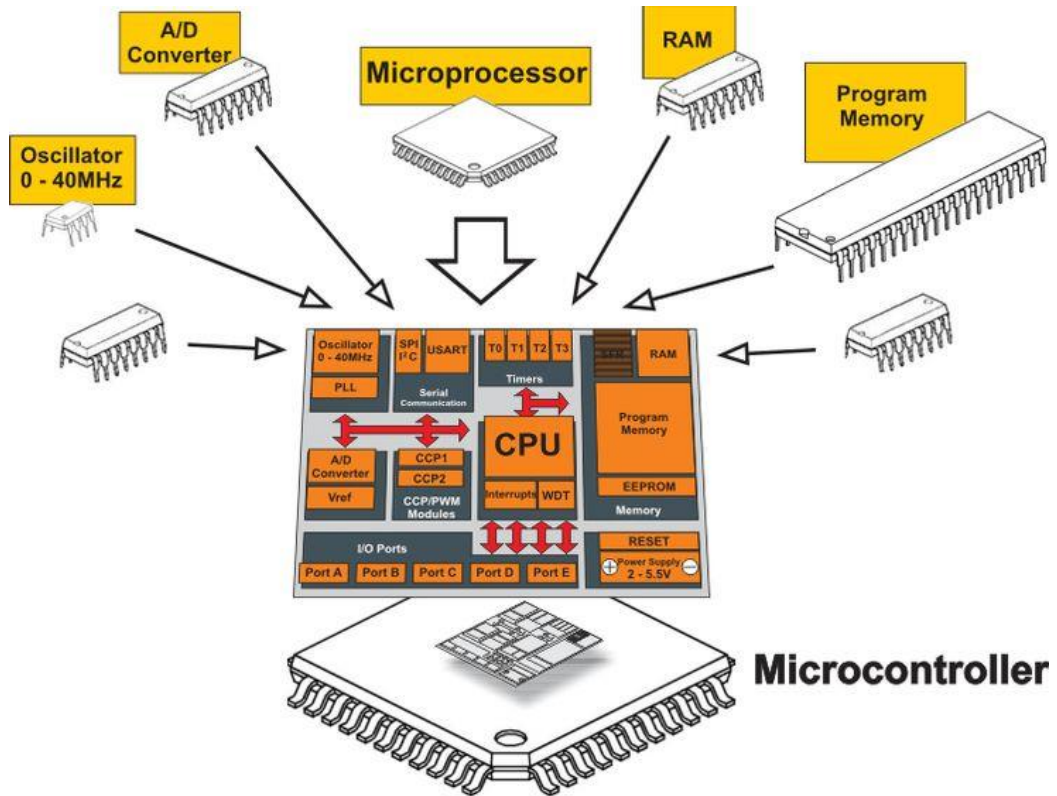 A/D
Converter
Microprocessor
RAM
Program
Memory
Oscillator
0 - 40MHz
Oscillator
0 - 40MHz
PLL
SPI
I²C
USART
Serial
Communication
T0
T1
T2
T3
Timers
SFR
RAM
Program
Memory
EEPROM
Memory
A/D
Converter
Vref
CCP1
CCP2
CCP/PWM
Modules
CPU
Interrupts
WDT
I/O Ports
Port A
Port B
Port C
Port D
Port E
RESET
Power Supply
+ 2 - 5.5V −
Microcontroller